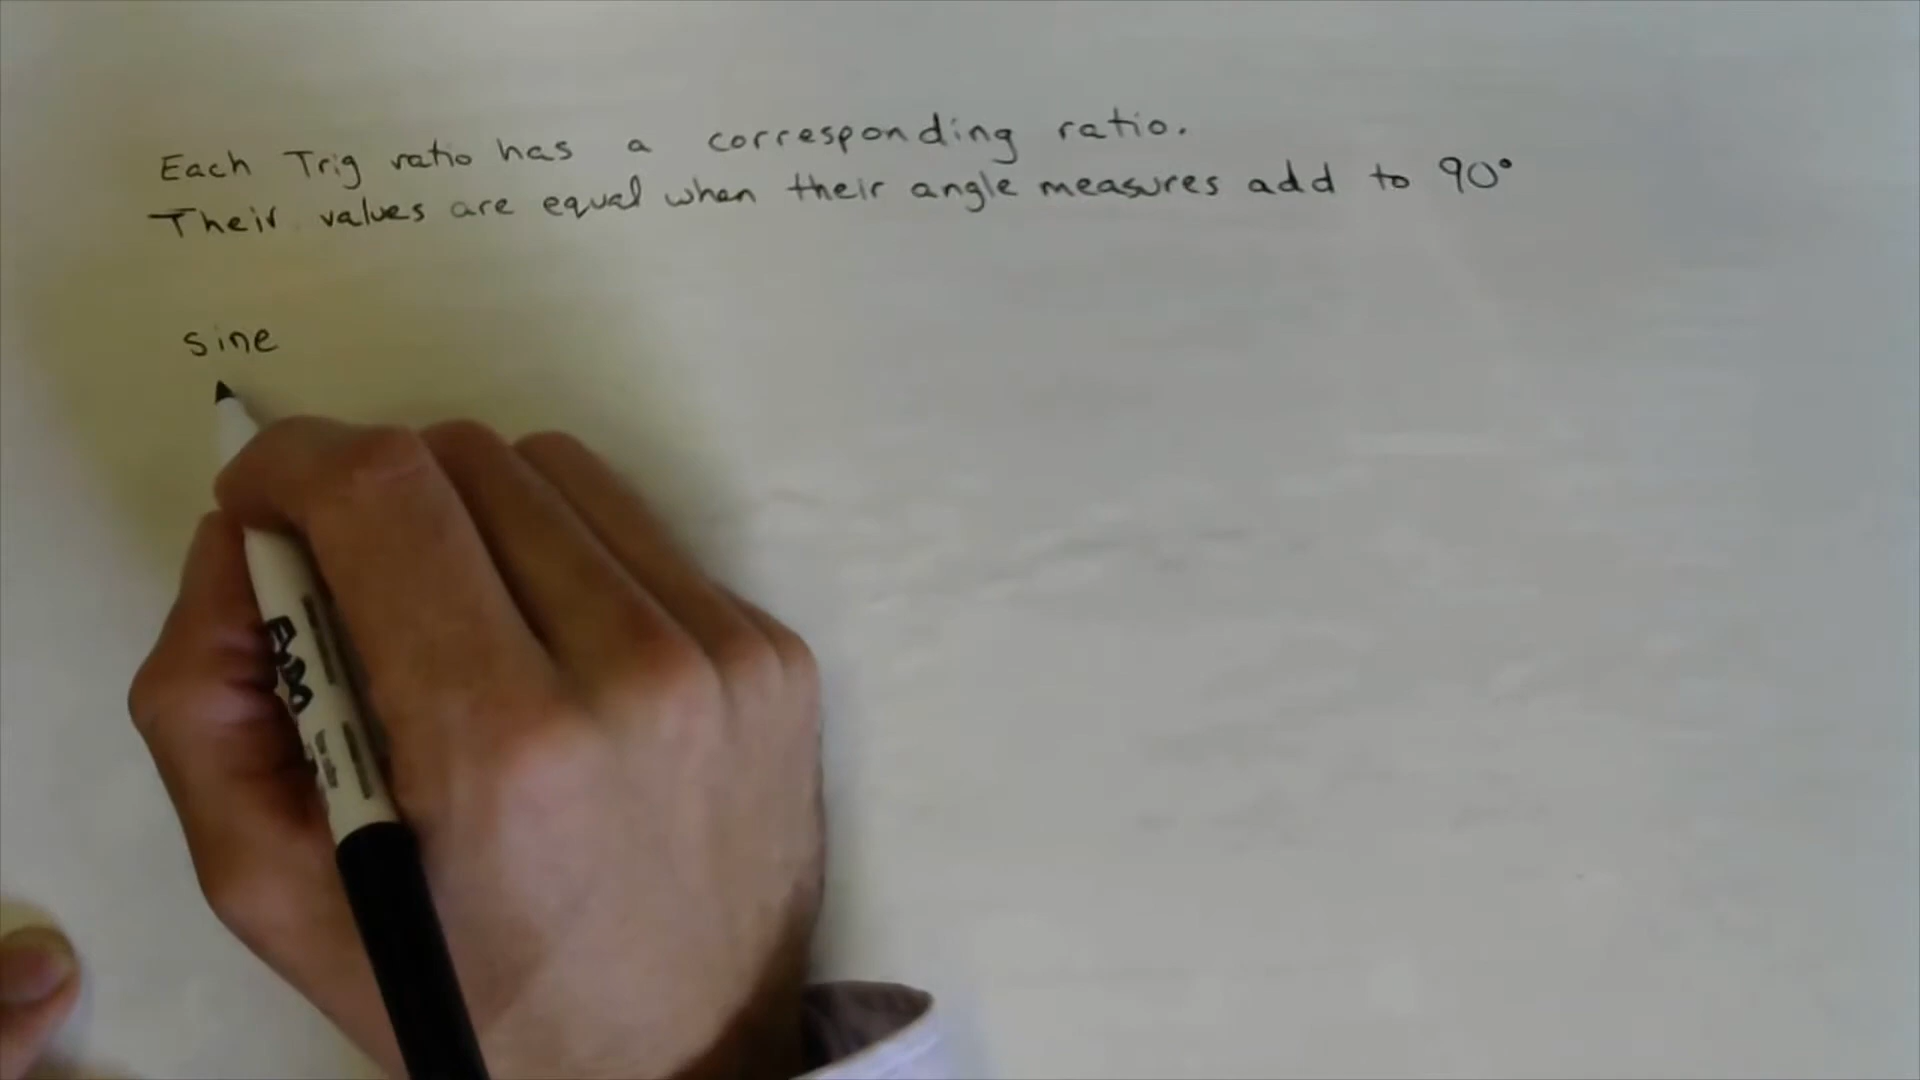 Each Trig ratio has a corresponding ratio.
Their values are equal when their angle measures add to 90°
sine